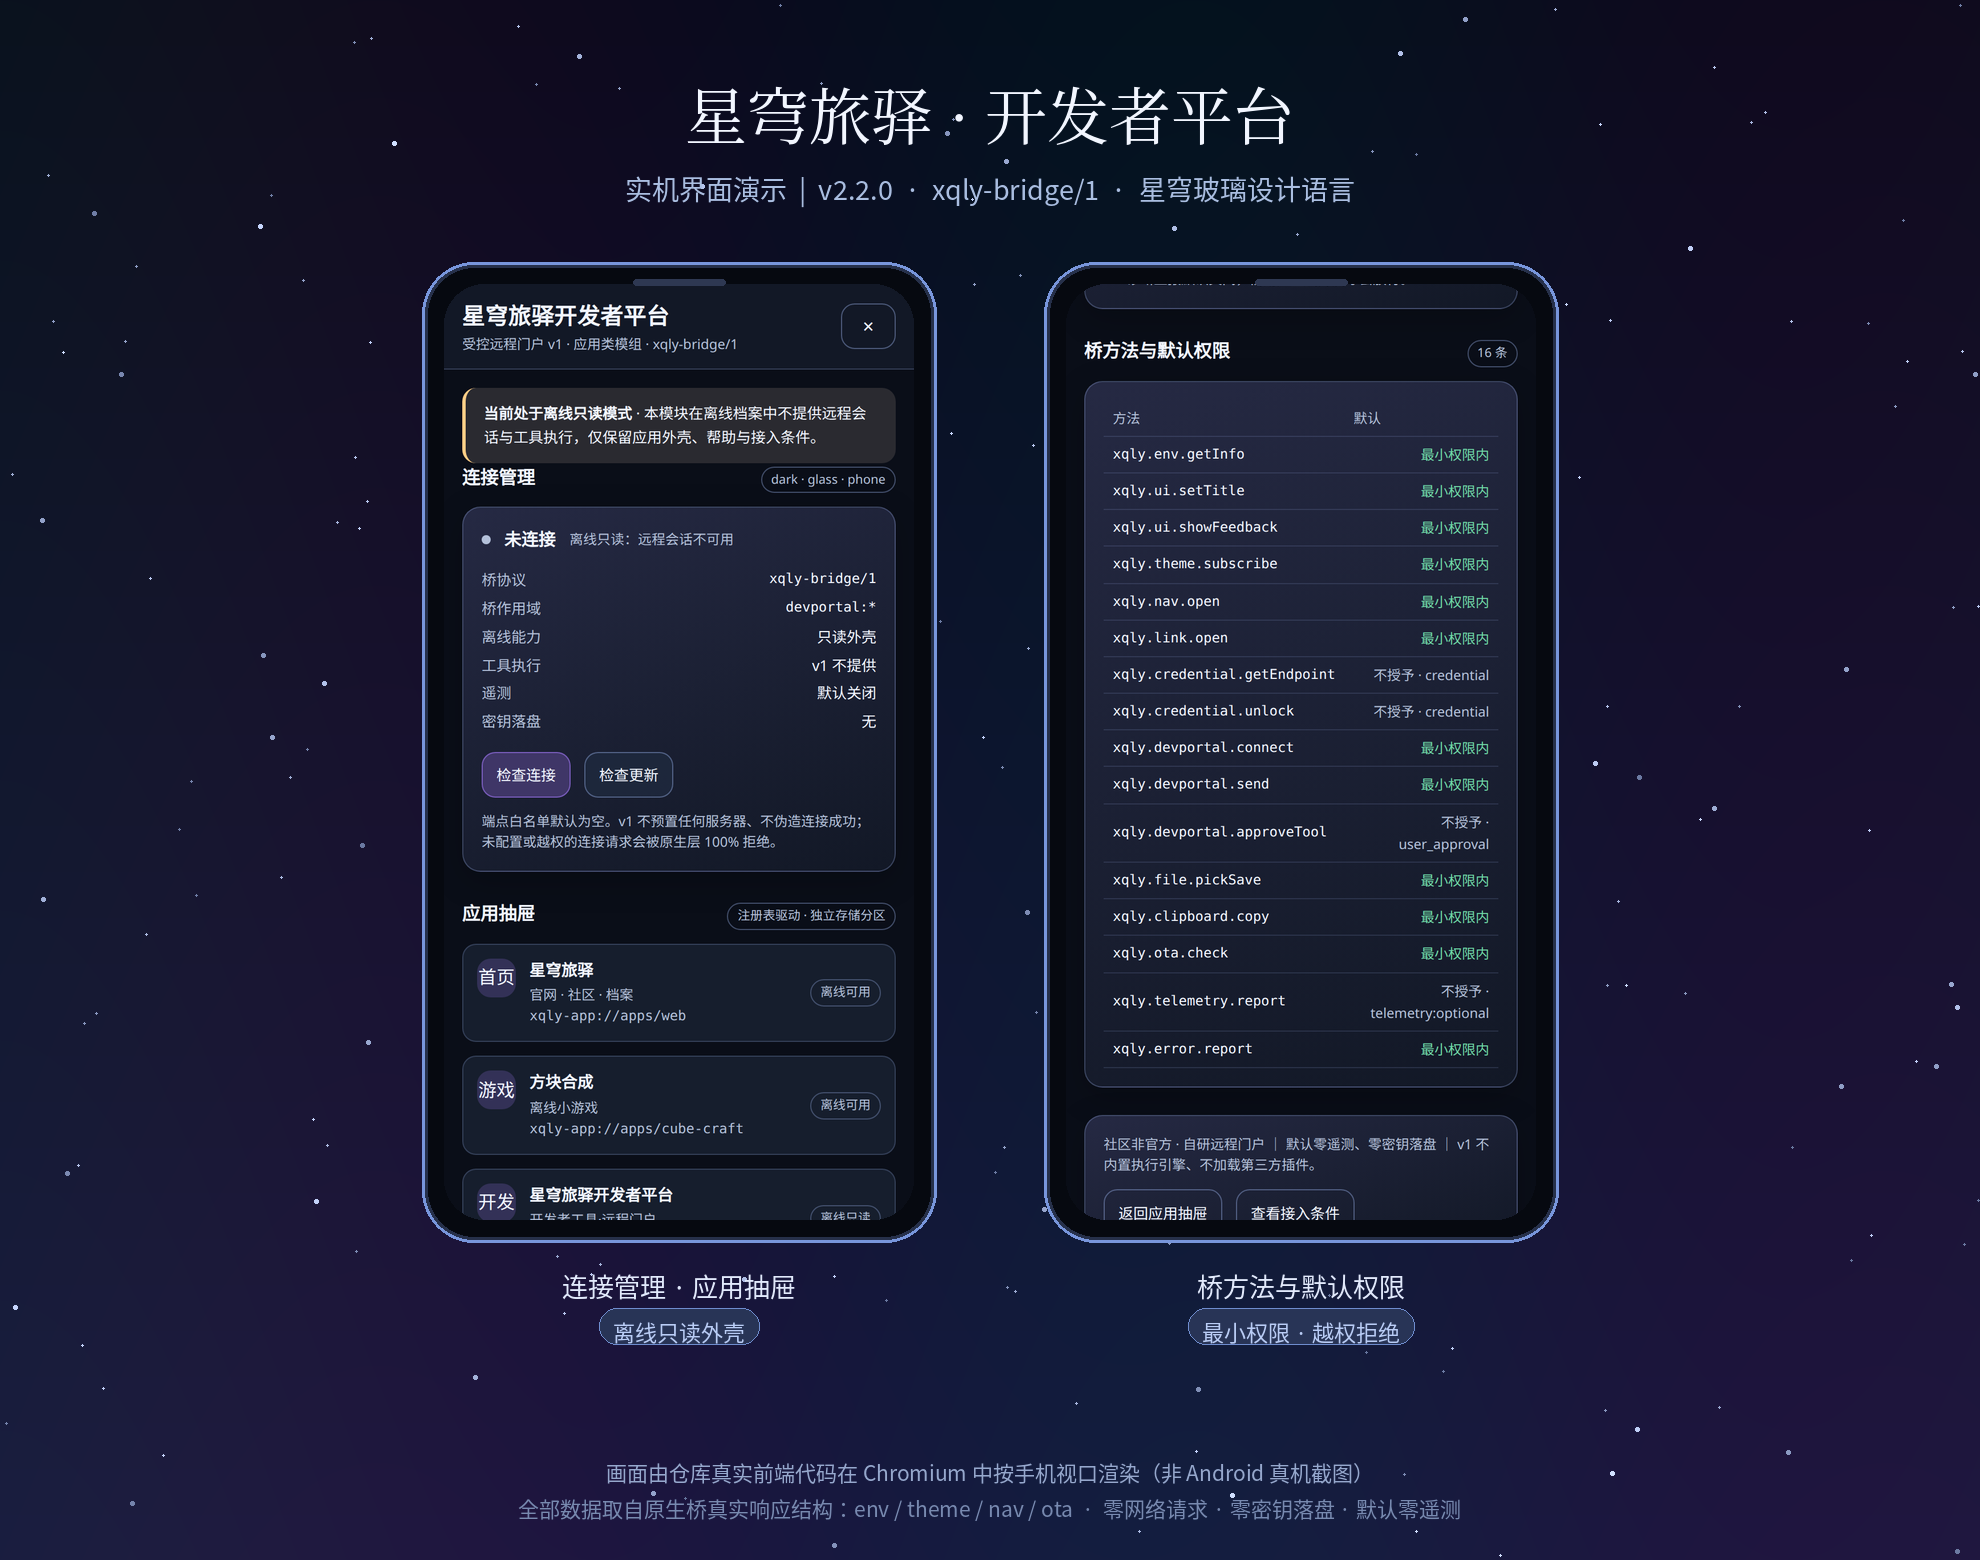 星穹旅驿 · 开发者平台
实机界面演示 | v2.2.0 · xqly-bridge/1 · 星穹玻璃设计语言
星穹旅驿开发者平台
受控远程门户 v1 · 应用类模组 · xqly-bridge/1
×
当前处于离线只读模式 · 本模块在离线档案中不提供远程会
话与工具执行，仅保留应用外壳、帮助与接入条件。
连接管理
dark · glass · phone
未连接 离线只读：远程会话不可用
桥协议 xqly-bridge/1
桥作用域 devportal:*
离线能力 只读外壳
工具执行 v1 不提供
遥测 默认关闭
密钥落盘 无
检查连接 检查更新
端点白名单默认为空。v1 不预置任何服务器、不伪造连接成功；
未配置或越权的连接请求会被原生层 100% 拒绝。
应用抽屉
注册表驱动 · 独立存储分区
首页
星穹旅驿
官网 · 社区 · 档案
xqly-app://apps/web
离线可用
游戏
方块合成
离线小游戏
xqly-app://apps/cube-craft
离线可用
开发
星穹旅驿开发者平台
开发者工具·远程门户
离线只读
连接管理 · 应用抽屉
离线只读外壳
桥方法与默认权限
16 条
方法 默认
xqly.env.getInfo 最小权限内
xqly.ui.setTitle 最小权限内
xqly.ui.showFeedback 最小权限内
xqly.theme.subscribe 最小权限内
xqly.nav.open 最小权限内
xqly.link.open 最小权限内
xqly.credential.getEndpoint 不授予 · credential
xqly.credential.unlock 不授予 · credential
xqly.devportal.connect 最小权限内
xqly.devportal.send 最小权限内
xqly.devportal.approveTool 不授予 ·
user_approval
xqly.file.pickSave 最小权限内
xqly.clipboard.copy 最小权限内
xqly.ota.check 最小权限内
xqly.telemetry.report 不授予 ·
telemetry:optional
xqly.error.report 最小权限内
社区非官方 · 自研远程门户 | 默认零遥测、零密钥落盘 | v1 不
内置执行引擎、不加载第三方插件。
返回应用抽屉 查看接入条件
桥方法与默认权限
最小权限 · 越权拒绝
画面由仓库真实前端代码在 Chromium 中按手机视口渲染（非 Android 真机截图）
全部数据取自原生桥真实响应结构：env / theme / nav / ota · 零网络请求 · 零密钥落盘 · 默认零遥测